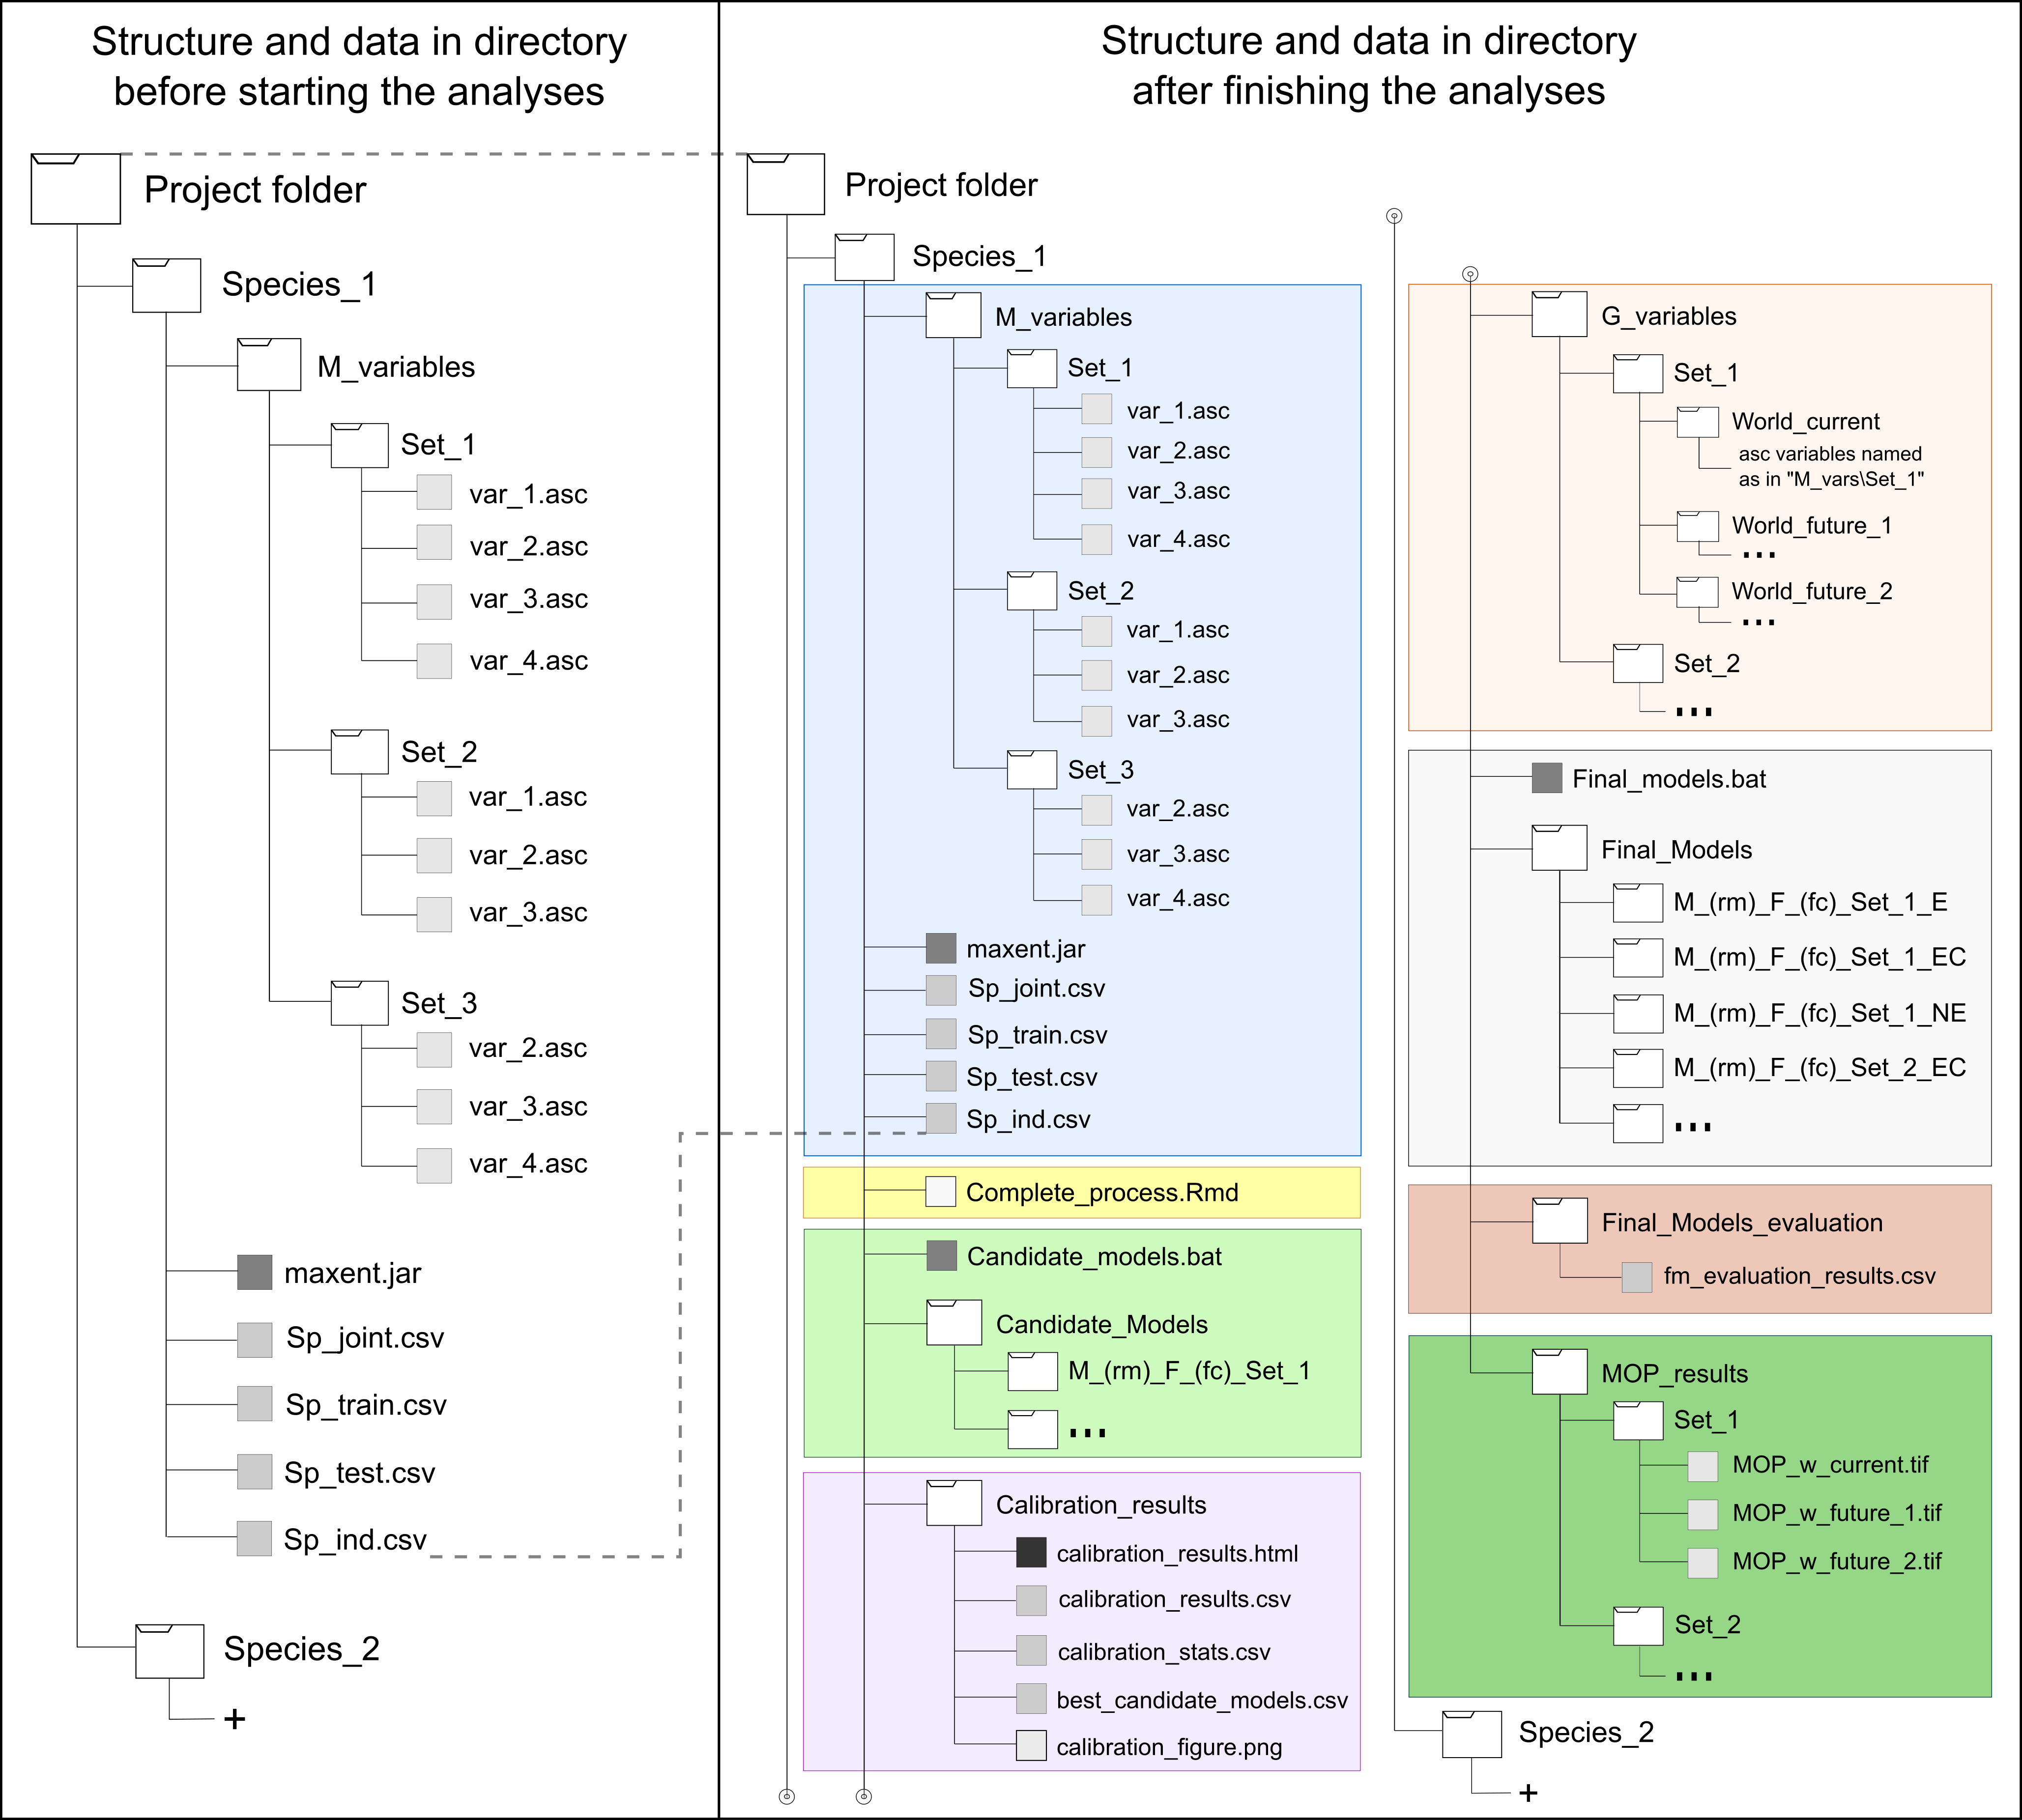 Structure and data in directory
before starting the analyses
Project folder
Species_1
M_variables
Set_1
var_1.asc
var_2.asc
var_3.asc
var_4.asc
Set_2
var_1.asc
var_2.asc
var_3.asc
Set_3
var_2.asc
var_3.asc
var_4.asc
maxent.jar
Sp_joint.csv
Sp_train.csv
Sp_test.csv
Sp_ind.csv
Species_2
+
Structure and data in directory
after finishing the analyses
Project folder
Species_1
M_variables
Set_1
var_1.asc
var_2.asc
var_3.asc
var_4.asc
Set_2
var_1.asc
var_2.asc
var_3.asc
Set_3
var_2.asc
var_3.asc
var_4.asc
maxent.jar
Sp_joint.csv
Sp_train.csv
Sp_test.csv
Sp_ind.csv
Complete_process.Rmd
Candidate_models.bat
Candidate_Models
M_(rm)_F_(fc)_Set_1
...
Calibration_results
calibration_results.html
calibration_results.csv
calibration_stats.csv
best_candidate_models.csv
calibration_figure.png
G_variables
Set_1
World_current
asc variables named
as in "M_vars\Set_1"
World_future_1
...
World_future_2
...
Set_2
...
Final_models.bat
Final_Models
M_(rm)_F_(fc)_Set_1_E
M_(rm)_F_(fc)_Set_1_EC
M_(rm)_F_(fc)_Set_1_NE
M_(rm)_F_(fc)_Set_2_EC
...
Final_Models_evaluation
fm_evaluation_results.csv
MOP_results
Set_1
MOP_w_current.tif
MOP_w_future_1.tif
MOP_w_future_2.tif
Set_2
...
Species_2
+